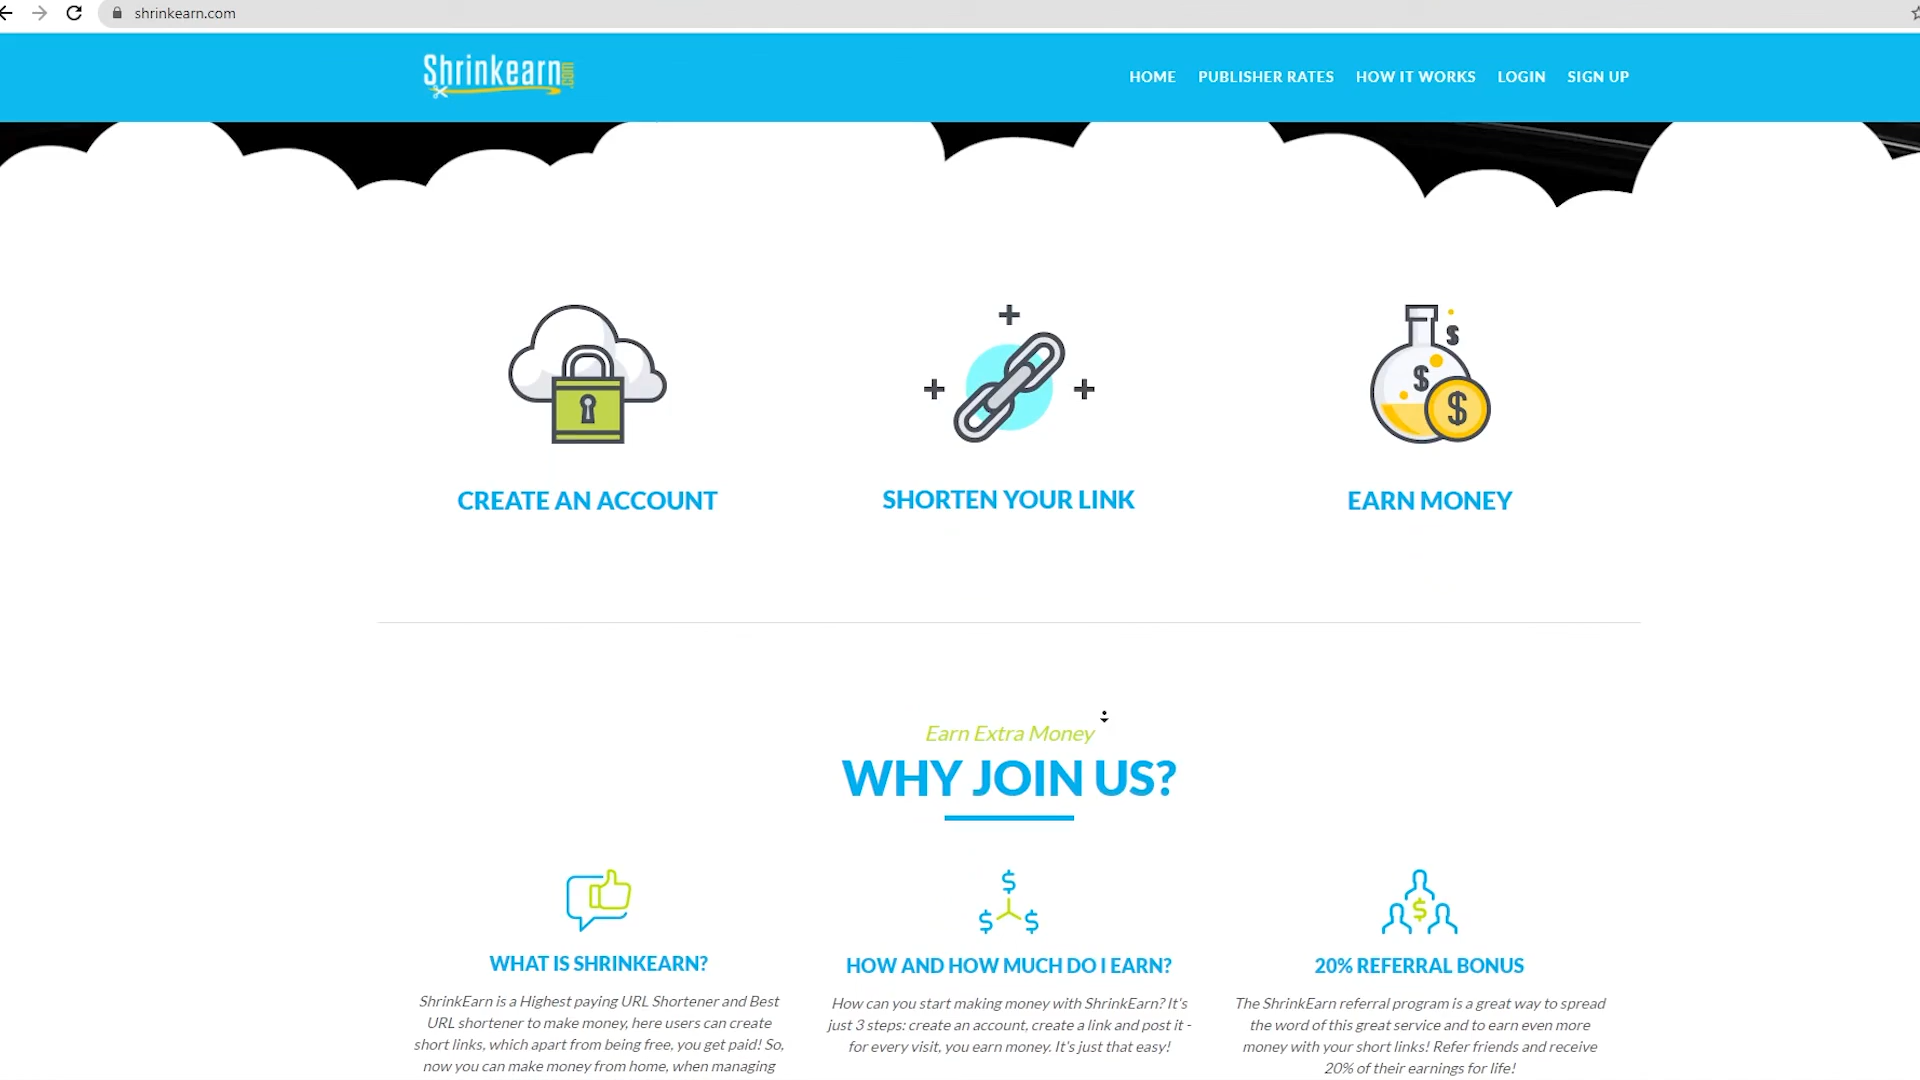 shrinkearn.com
Shrinkearn.com
HOME PUBLISHER RATES HOW IT WORKS LOGIN SIGN UP
CREATE AN ACCOUNT
SHORTEN YOUR LINK
EARN MONEY
Earn Extra Money
WHY JOIN US?
WHAT IS SHRINKEARN?
ShrinkEarn is a Highest paying URL Shortener and Best
URL shortener to make money, here users can create
short links, which apart from being free, you get paid! So,
now you can make money from home, when managing
HOW AND HOW MUCH DO I EARN?
How can you start making money with ShrinkEarn? It's
just 3 steps: create an account, create a link and post it -
for every visit, you earn money. It's just that easy!
20% REFERRAL BONUS
The ShrinkEarn referral program is a great way to spread
the word of this great service and to earn even more
money with your short links! Refer friends and receive
20% of their earnings for life!